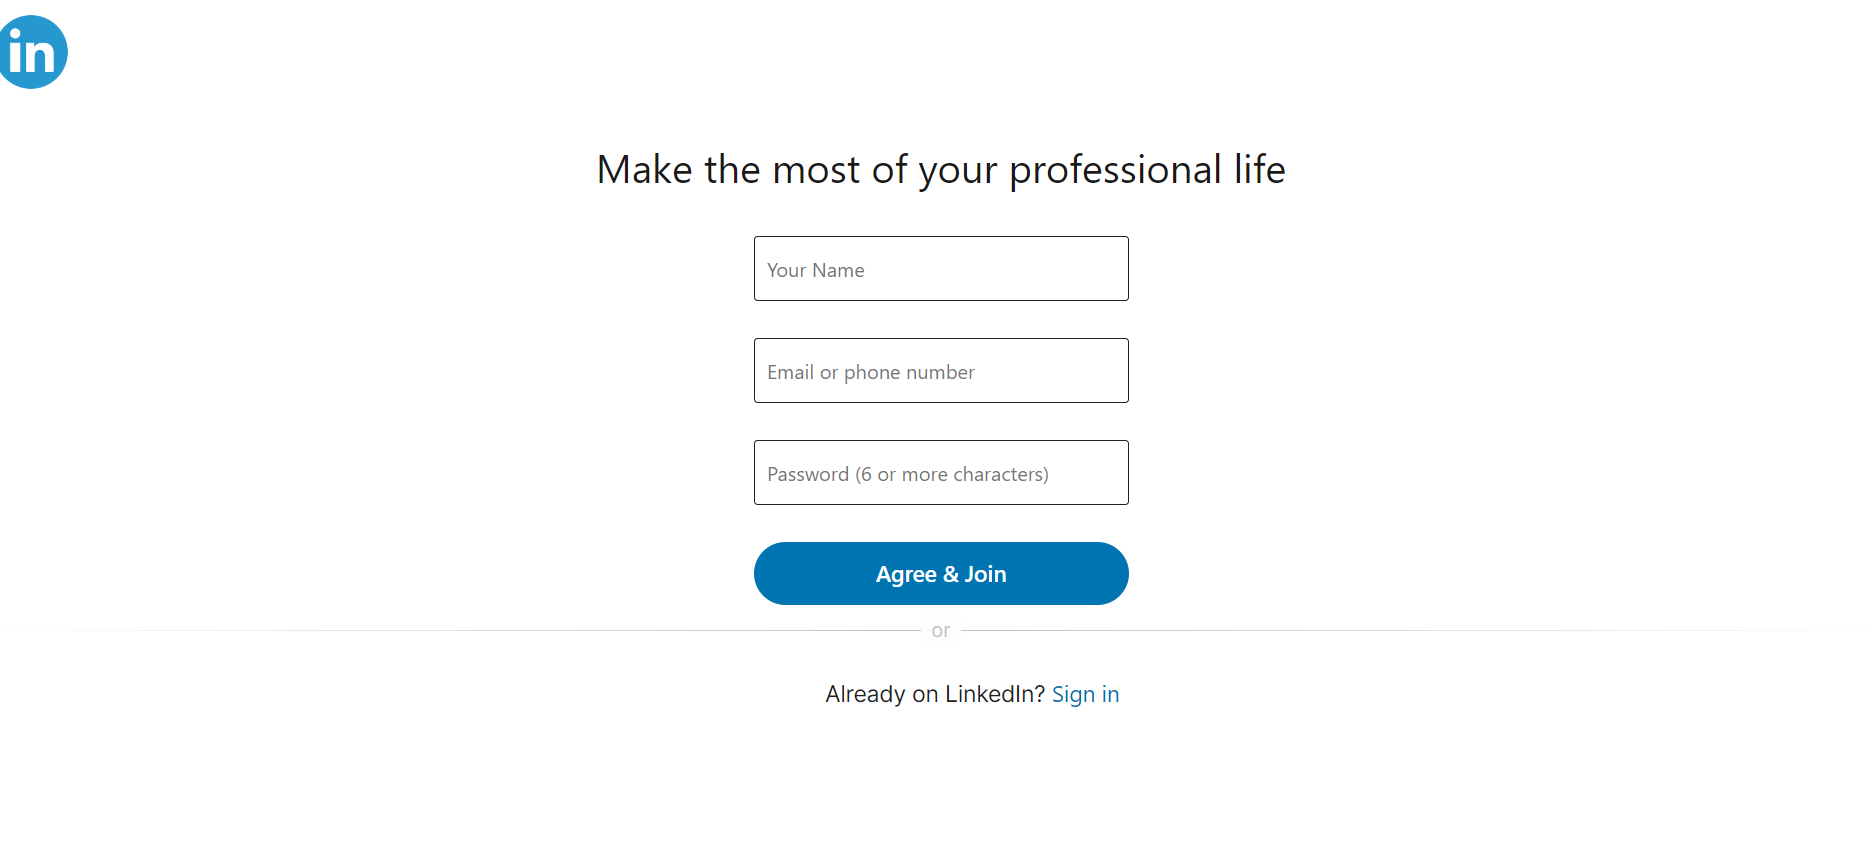 in
Make the most of your professional life
Your Name
Email or phone number
Password (6 or more characters)
Agree & Join
or
Already on LinkedIn? Sign in